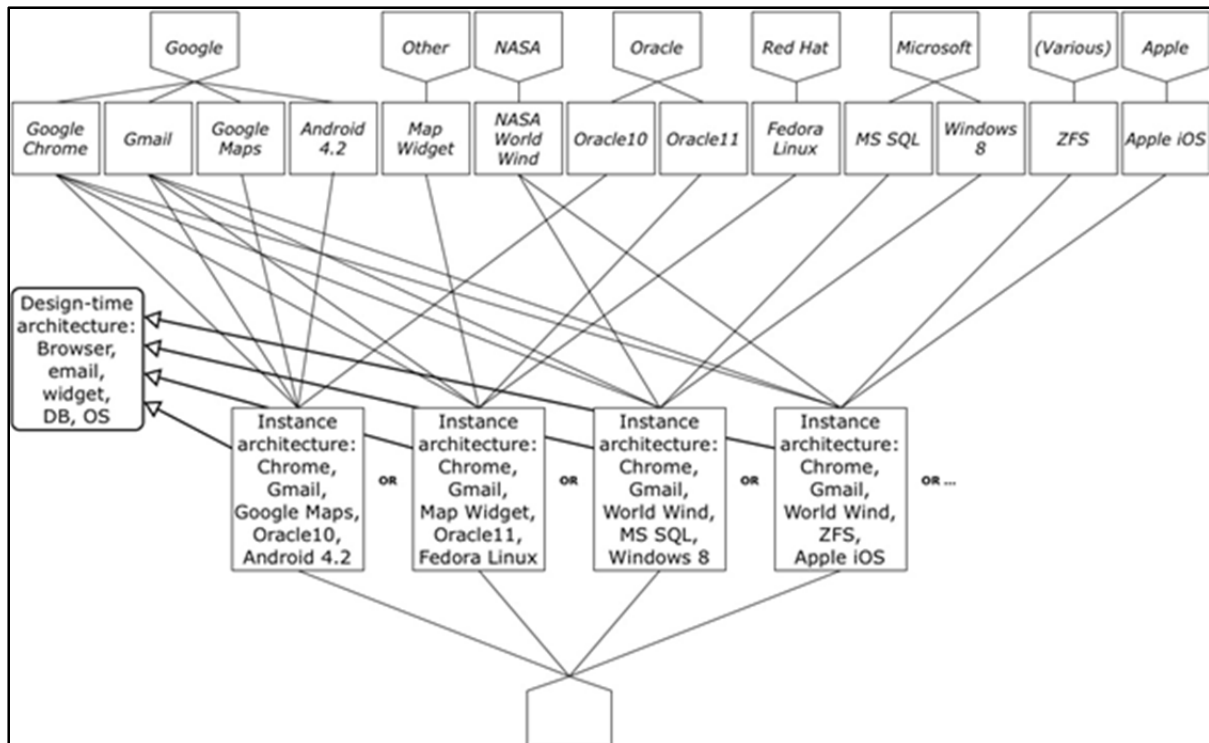 Google
Other
NASA
Oracle
Red Hat
Microsoft
(Various)
Apple
Google
Chrome
Gmail
Google
Maps
Android
4.2
Map
Widget
NASA
World
Wind
Oracle10
Oracle11
Fedora
Linux
MS SQL
Windows
8
ZFS
Apple iOS
Design-time
architecture:
Browser,
email,
widget,
DB, OS
Instance
architecture:
Chrome,
Gmail,
Google Maps,
Oracle10,
Android 4.2
OR
Instance
architecture:
Chrome,
Gmail,
Map Widget,
Oracle11,
Fedora Linux
OR
Instance
architecture:
Chrome,
Gmail,
World Wind,
MS SQL,
Windows 8
OR
Instance
architecture:
Chrome,
Gmail,
World Wind,
ZFS,
Apple iOS
OR ...